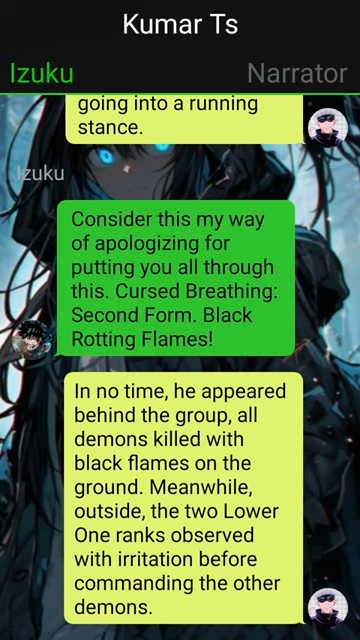 Kumar Ts
Izuku Narrator
going into a running
stance.
Izuku
Consider this my way
of apologizing for
putting you all through
this. Cursed Breathing:
Second Form. Black
Rotting Flames!
In no time, he appeared
behind the group, all
demons killed with
black flames on the
ground. Meanwhile,
outside, the two Lower
One ranks observed
with irritation before
commanding the other
demons.